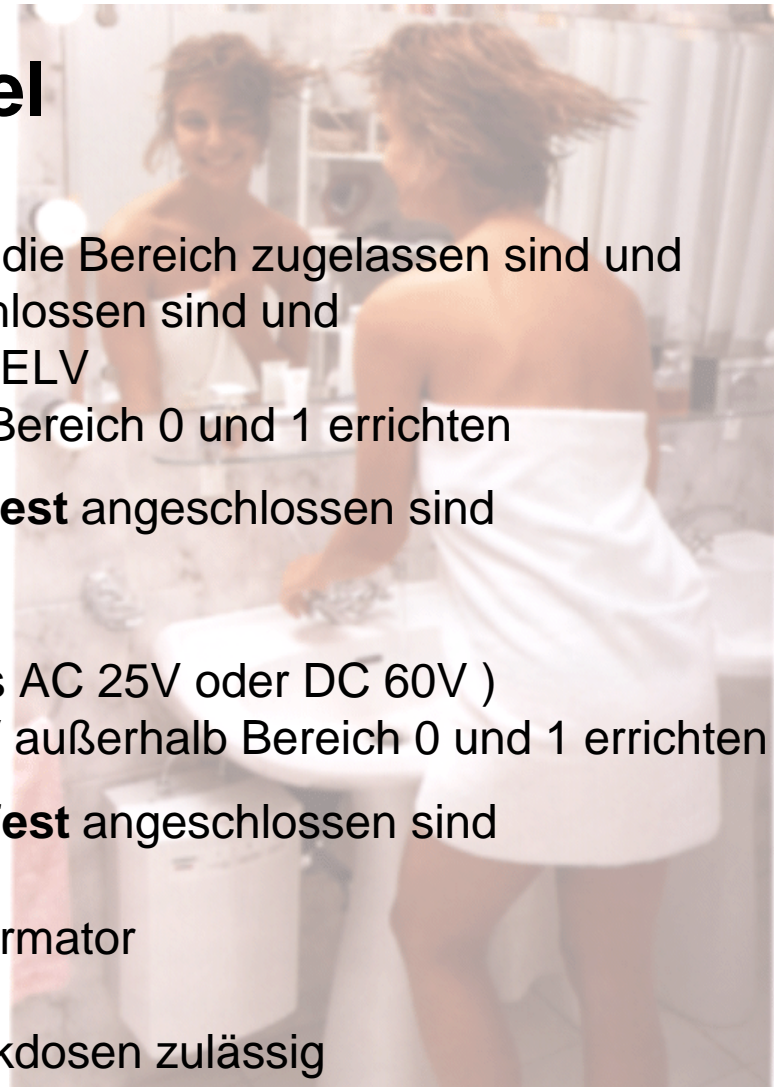 el
die Bereich zugelassen sind und
hlossen sind und
ELV
Bereich 0 und 1 errichten
est angeschlossen sind
s AC 25V oder DC 60V )
außerhalb Bereich 0 und 1 errichten
fest angeschlossen sind
rmator
kdosen zulässig